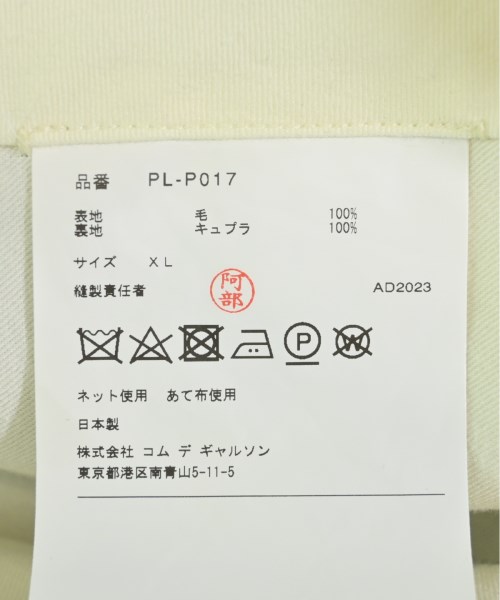 品番 PL-P017
表地 毛 100%
裏地 キュプラ 100%
サイズ XL
縫製責任者 阿部 AD2023
P W
ネット使用 あて布使用
日本製
株式会社 コム デ ギャルソン
東京都港区南青山5-11-5